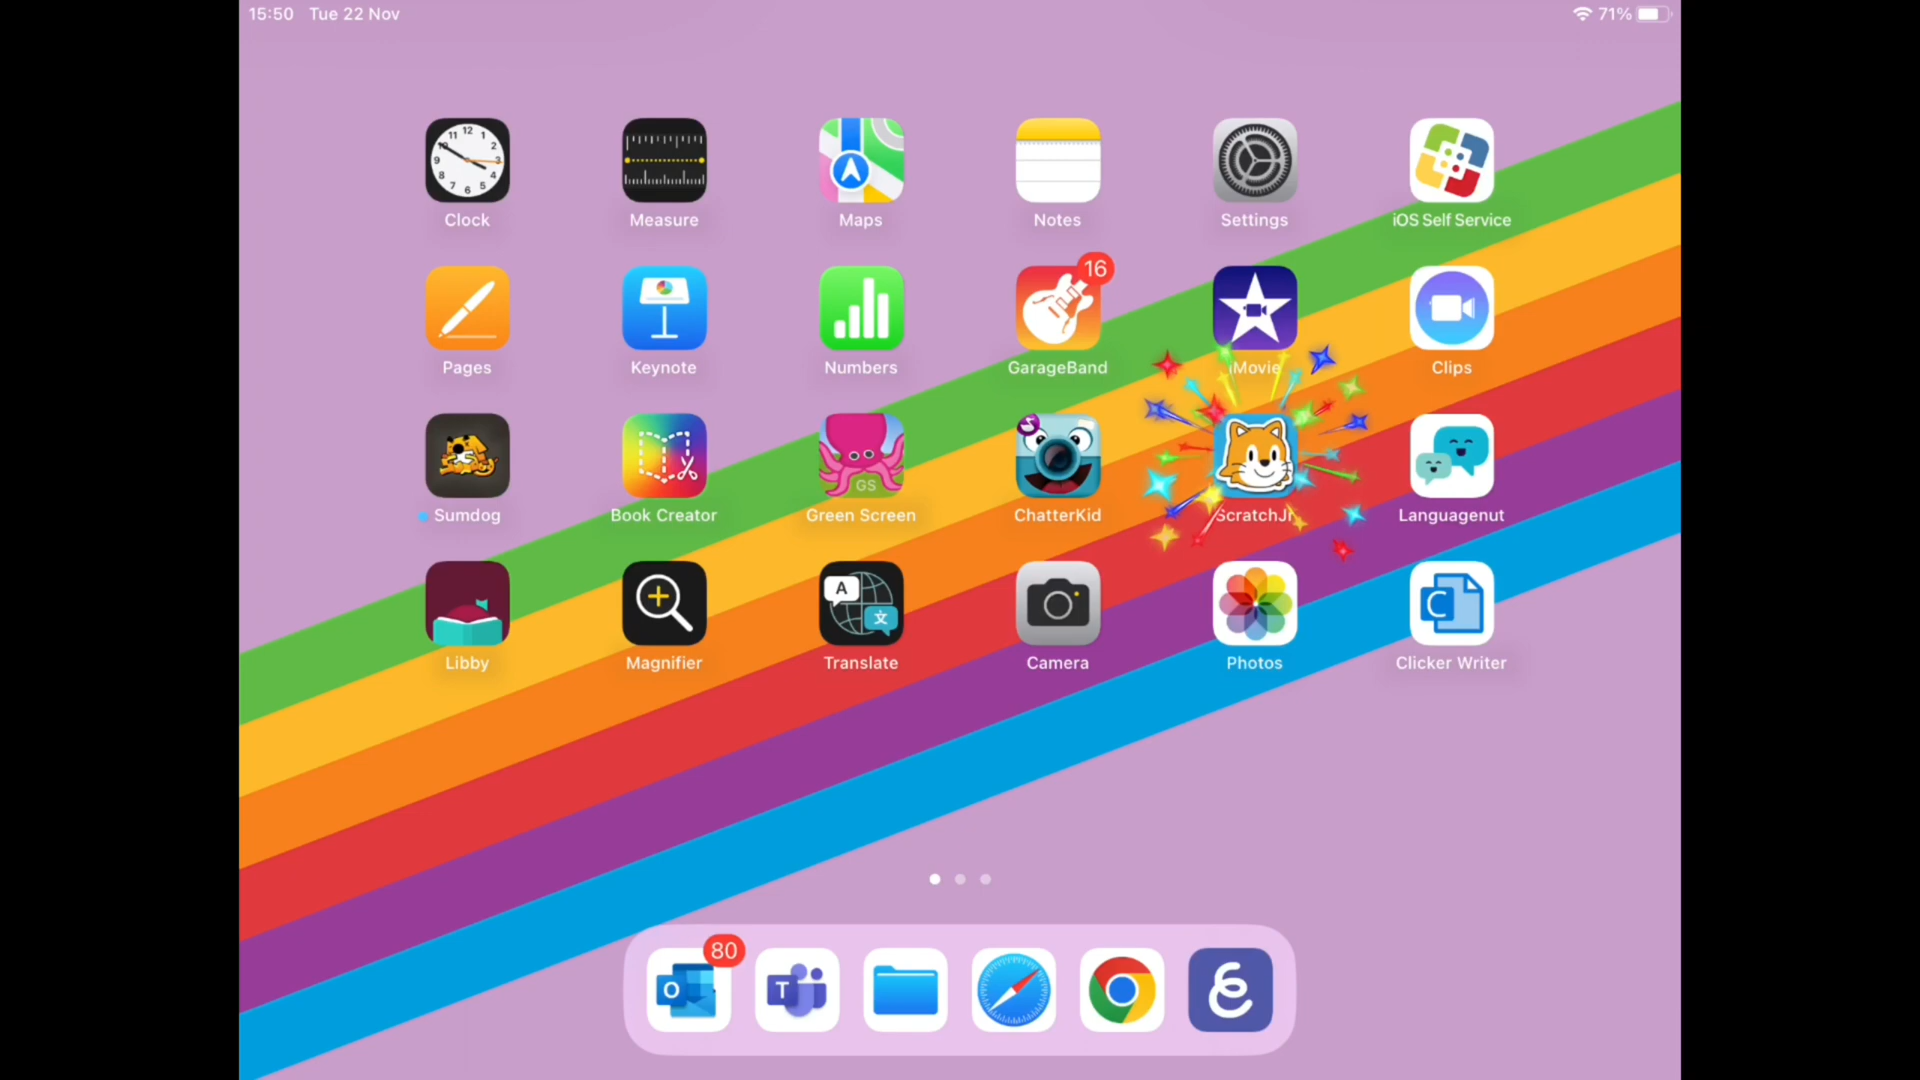 15:50 Tue 22 Nov 71%
Clock Measure Maps Notes Settings iOS Self Service
16
Pages Keynote Numbers GarageBand iMovie Clips
GS
Sumdog Book Creator Green Screen ChatterKid ScratchJr Languagenut
A 文 C
Libby Magnifier Translate Camera Photos Clicker Writer
80
O T